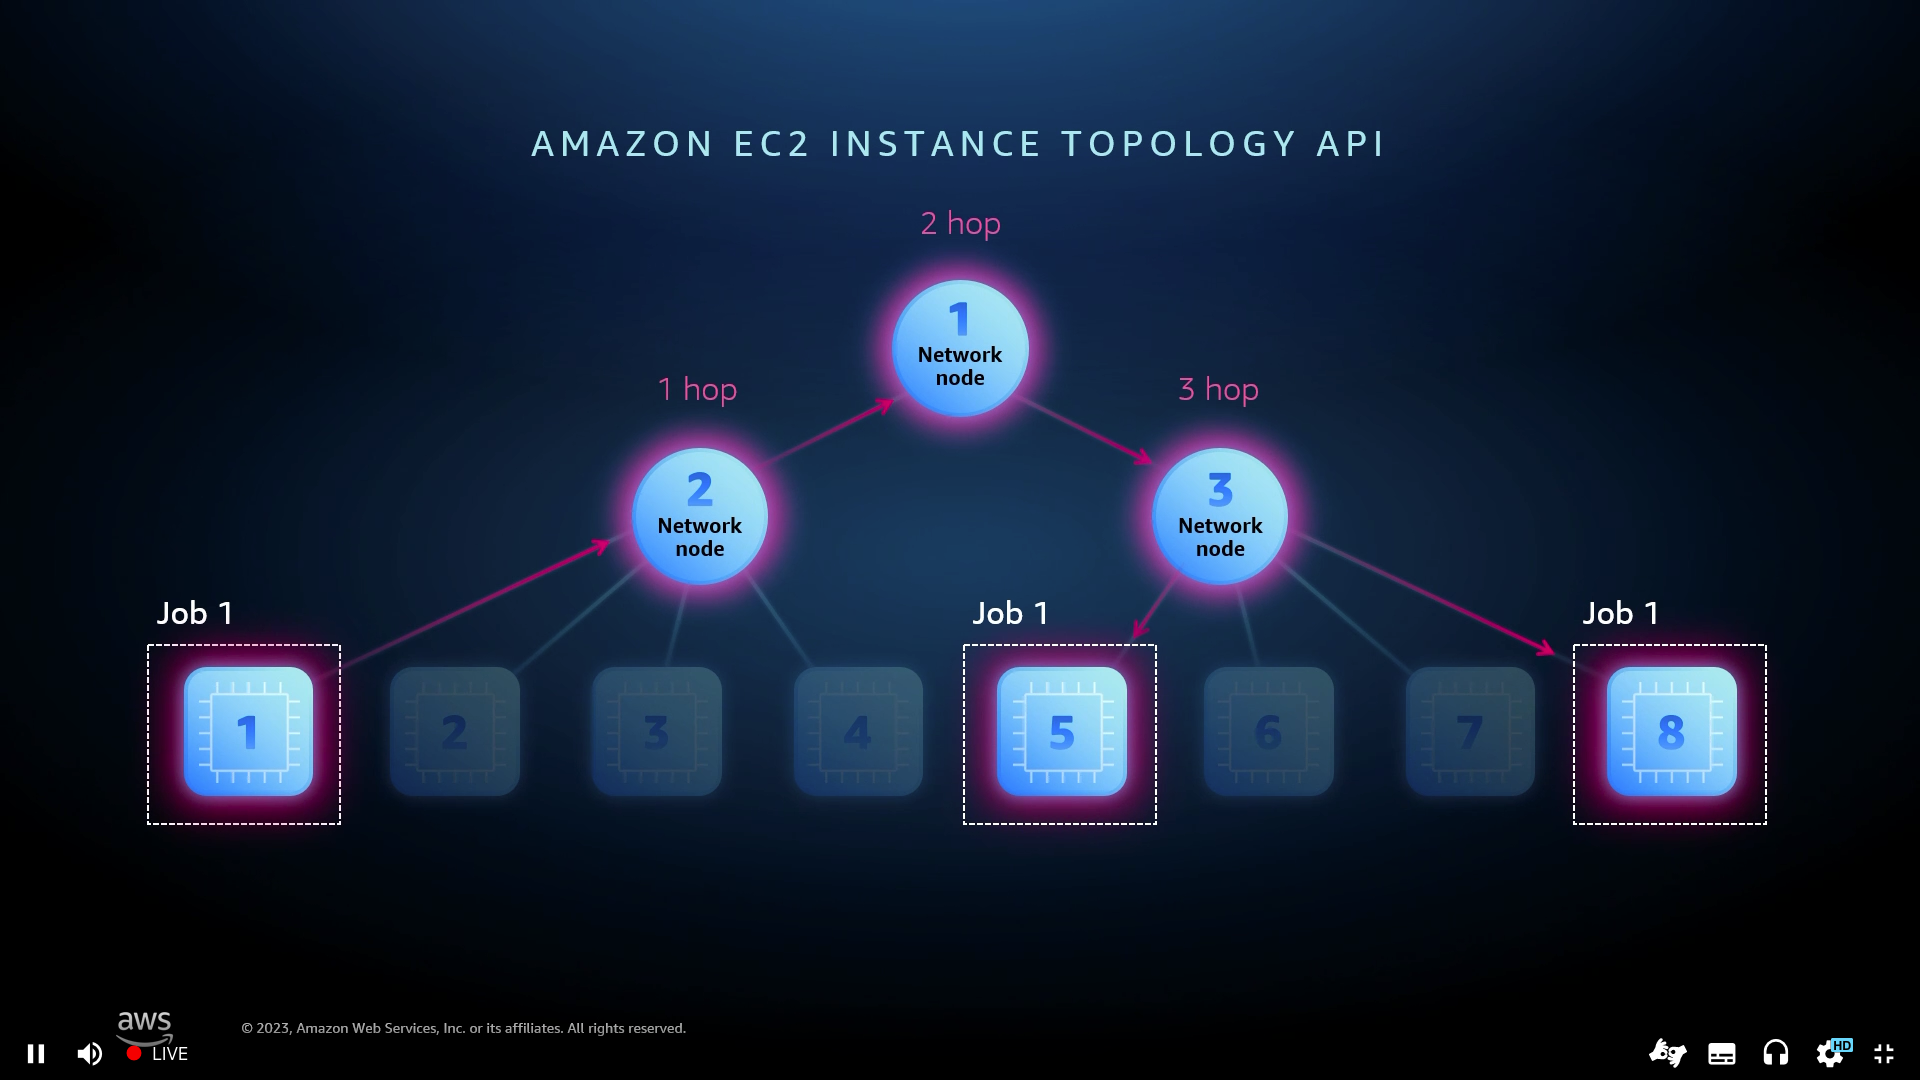 AMAZON EC2 INSTANCE TOPOLOGY API
2 hop
1
Network
node
1 hop
3 hop
2
Network
node
3
Network
node
Job 1
Job 1
Job 1
1
2
3
4
5
6
7
8
aws
© 2023, Amazon Web Services, Inc. or its affiliates. All rights reserved.
LIVE
HD